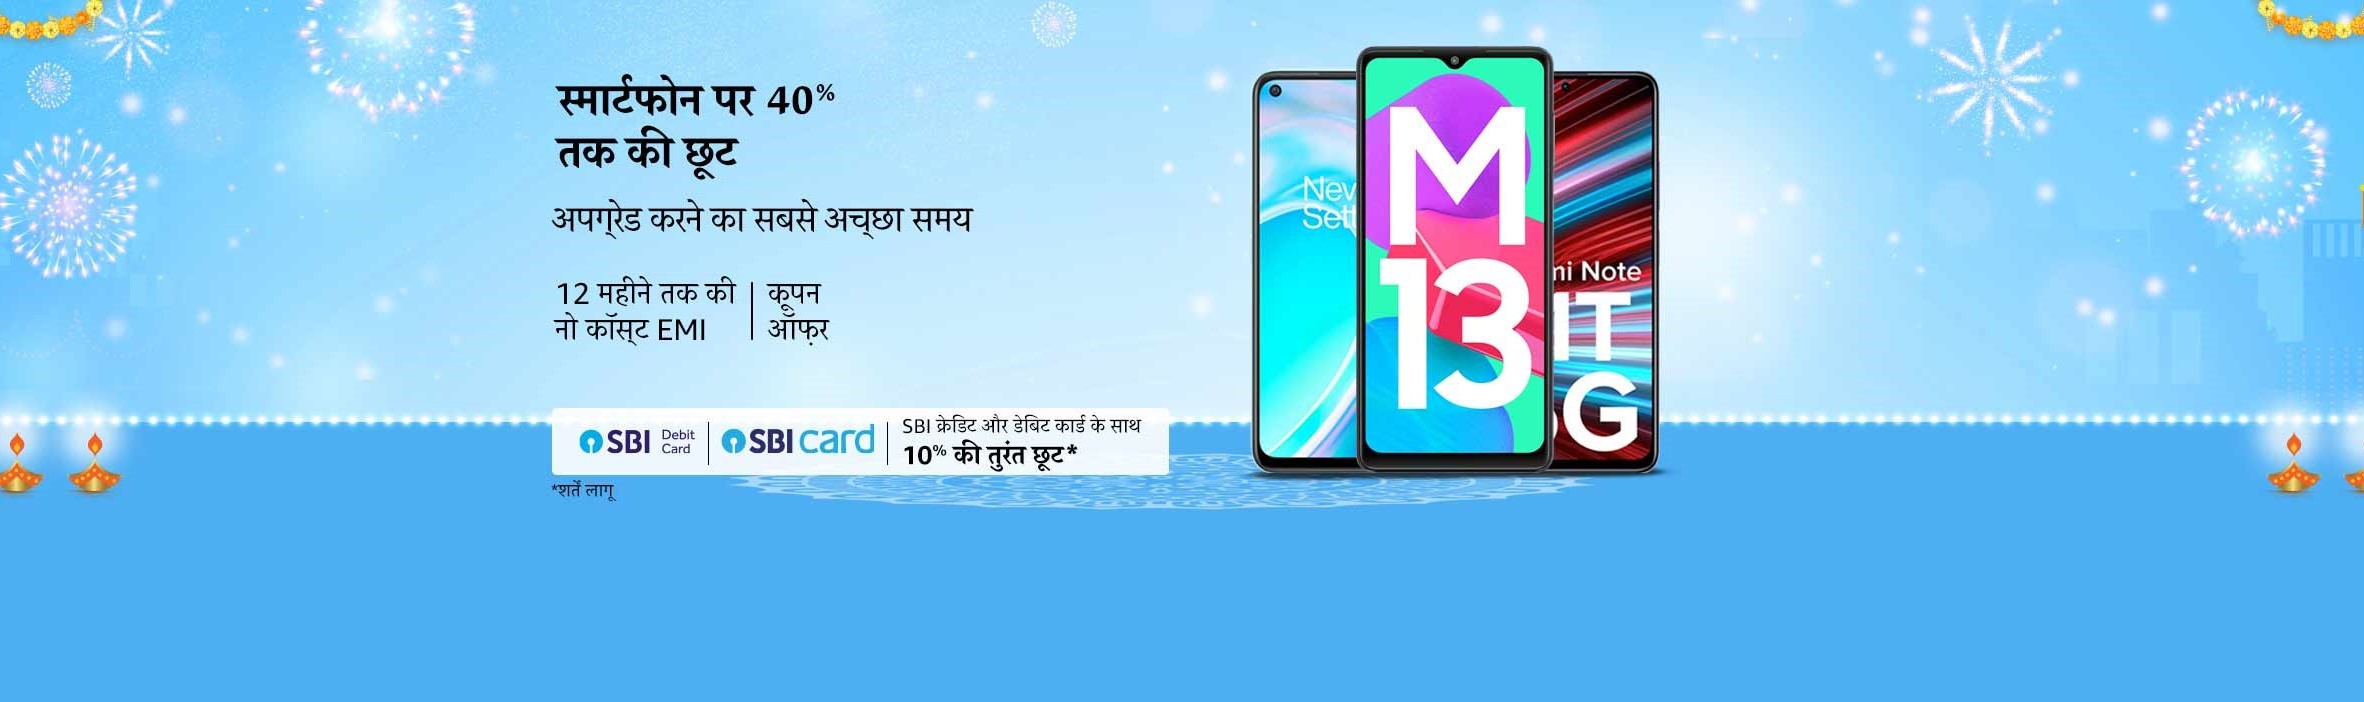 स्मार्टफोन पर 40%
तक की छूट
अपग्रेड करने का सबसे अच्छा समय
12 महीने तक की
नो कॉस्ट EMI
कूपन
ऑफ़र
SBI Debit Card
SBI card
SBI क्रेडिट और डेबिट कार्ड के साथ
10% की तुरंत छूट*
*शर्तें लागू
M
13
mi Note
G